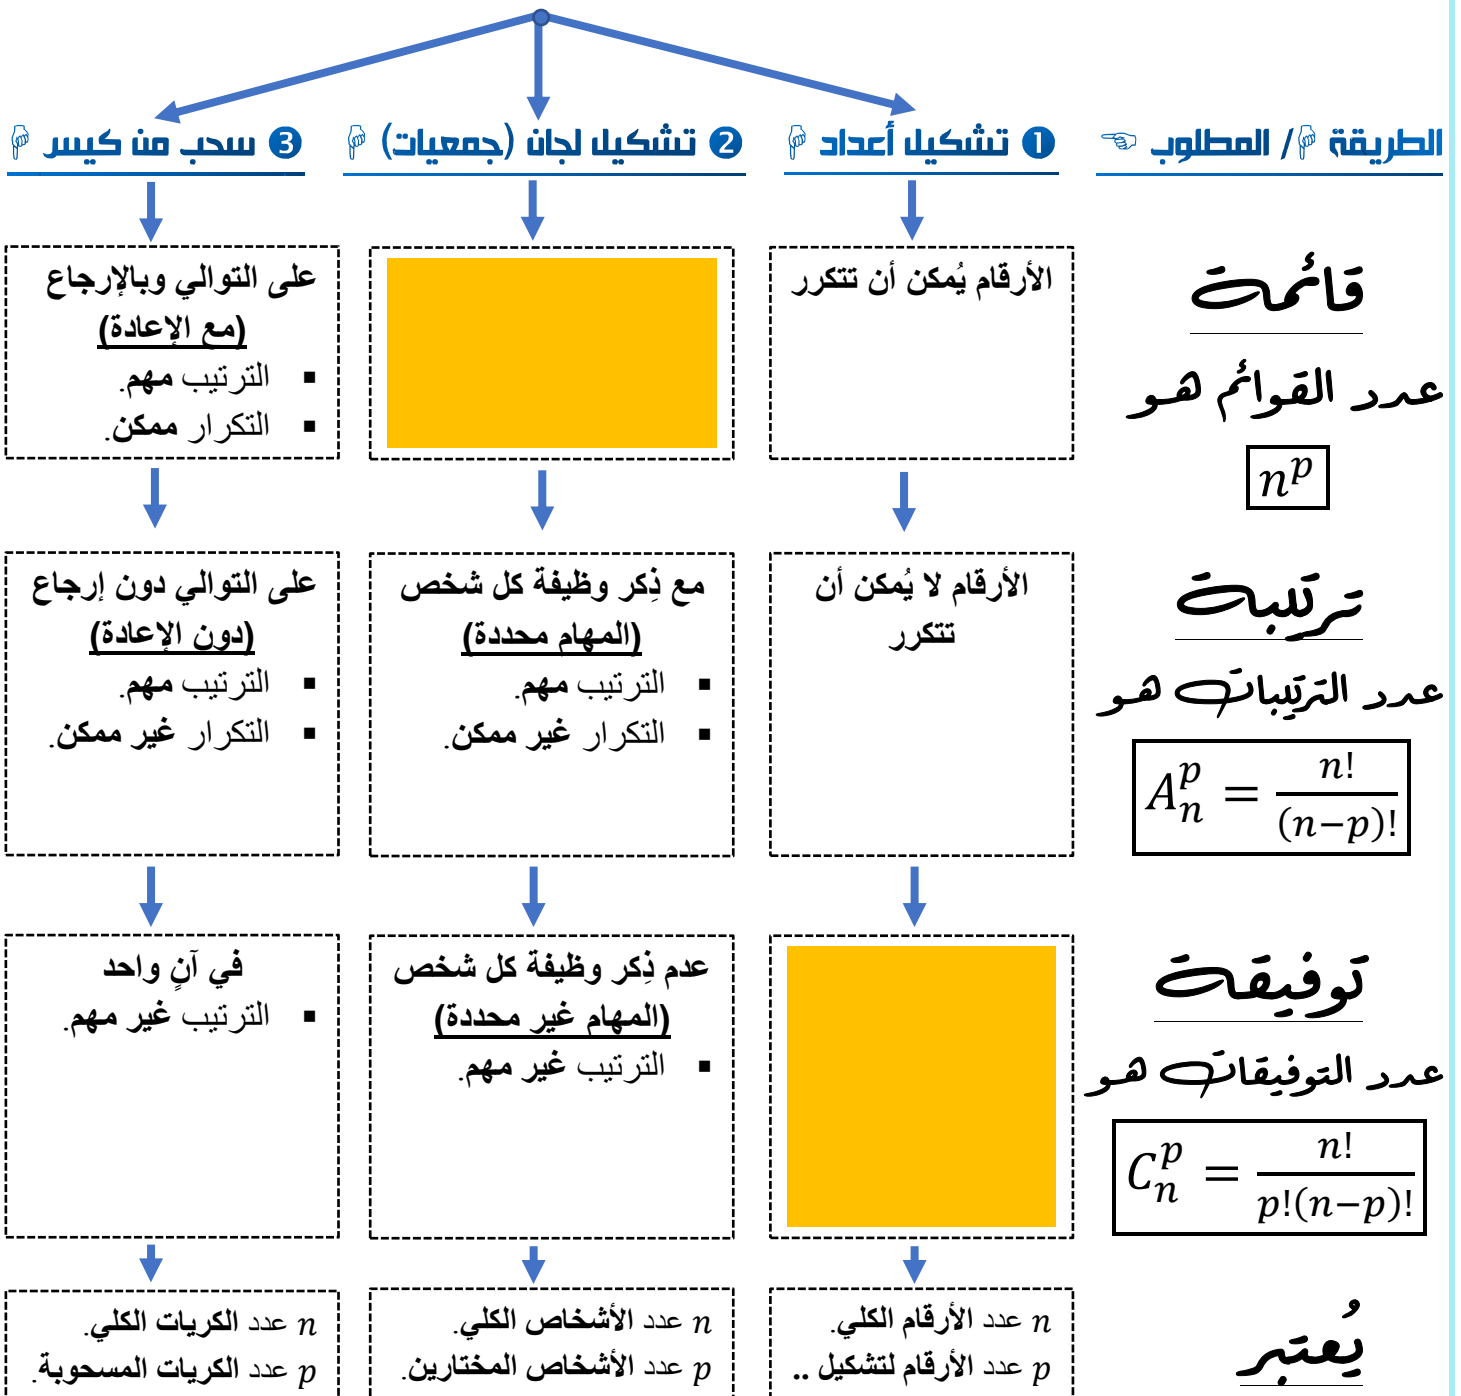 الطريقة / المطلوب
❶ تشكيل أعداد
❷ تشكيل لجان (جمعيات)
❸ سحب من كيس
قائمة
عدد القوائم هو
n^p
الأرقام يُمكن أن تتكرر
على التوالي وبالإرجاع
(مع الإعادة)
▪ الترتيب مهم.
▪ التكرار ممكن.
ترتيبة
عدد الترتيبات هو
A_n^p = n!/(n−p)!
الأرقام لا يُمكن أن
تتكرر
مع ذِكر وظيفة كل شخص
(المهام محددة)
▪ الترتيب مهم.
▪ التكرار غير ممكن.
على التوالي دون إرجاع
(دون الإعادة)
▪ الترتيب مهم.
▪ التكرار غير ممكن.
توفيقة
عدد التوفيقات هو
C_n^p = n!/p!(n−p)!
عدم ذِكر وظيفة كل شخص
(المهام غير محددة)
▪ الترتيب غير مهم.
في آنٍ واحد
▪ الترتيب غير مهم.
يُعتبر
n عدد الأرقام الكلي.
p عدد الأرقام لتشكيل ..
n عدد الأشخاص الكلي.
p عدد الأشخاص المختارين.
n عدد الكريات الكلي.
p عدد الكريات المسحوبة.